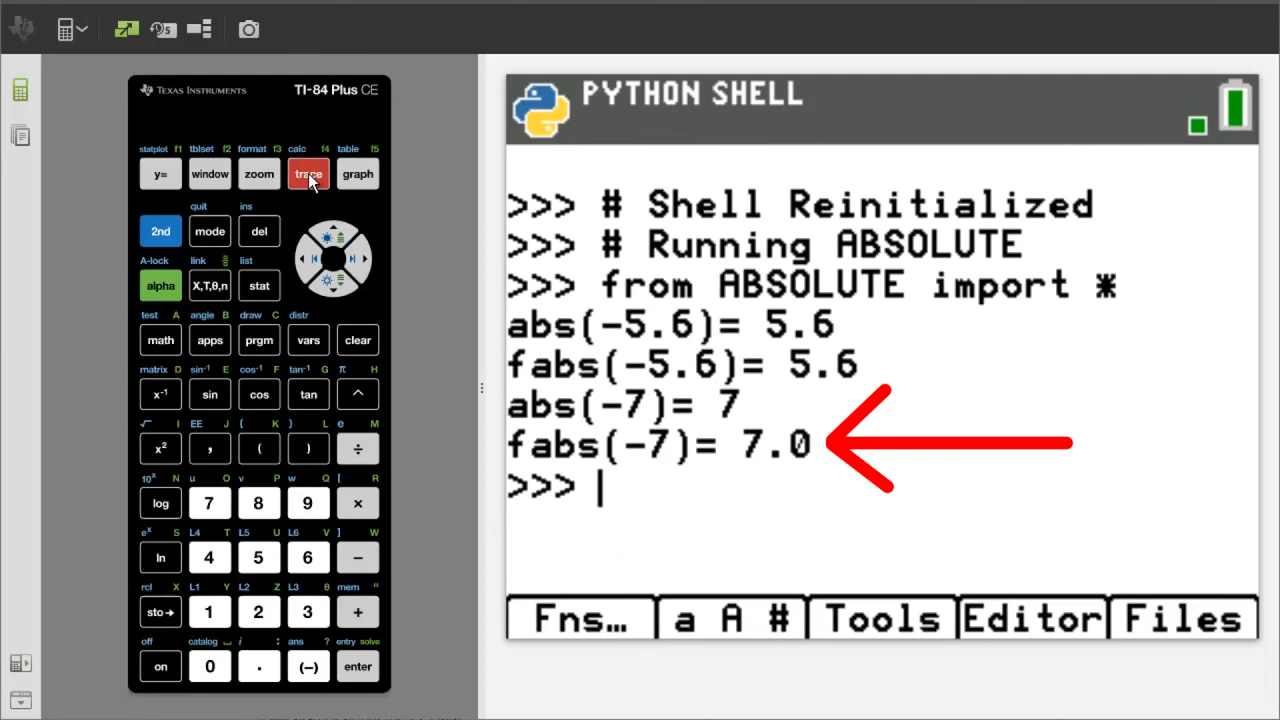 TEXAS INSTRUMENTS TI-84 Plus CE
statplot f1 tblset f2 format f3 calc f4 table f5
y= window zoom trace graph
quit ins
2nd mode del
A-lock link list
alpha X,T,θ,n stat
test A angle B draw C distr
math apps prgm vars clear
matrix D sin⁻¹ E cos⁻¹ F tan⁻¹ G π H
x⁻¹ sin cos tan ^
√ I EE J { K } L e M
x² , ( ) ÷
10ˣ N u O v P w Q [ R
log 7 8 9 ×
eˣ S L4 T L5 U L6 V ] W
ln 4 5 6 −
rcl X L1 Y L2 Z L3 θ mem “
sto→ 1 2 3 +
off catalog ⎵ i : ans ? entry solve
on 0 . (−) enter
PYTHON SHELL
>>> # Shell Reinitialized
>>> # Running ABSOLUTE
>>> from ABSOLUTE import *
abs(-5.6)= 5.6
fabs(-5.6)= 5.6
abs(-7)= 7
fabs(-7)= 7.0
>>>
Fns… a A # Tools Editor Files